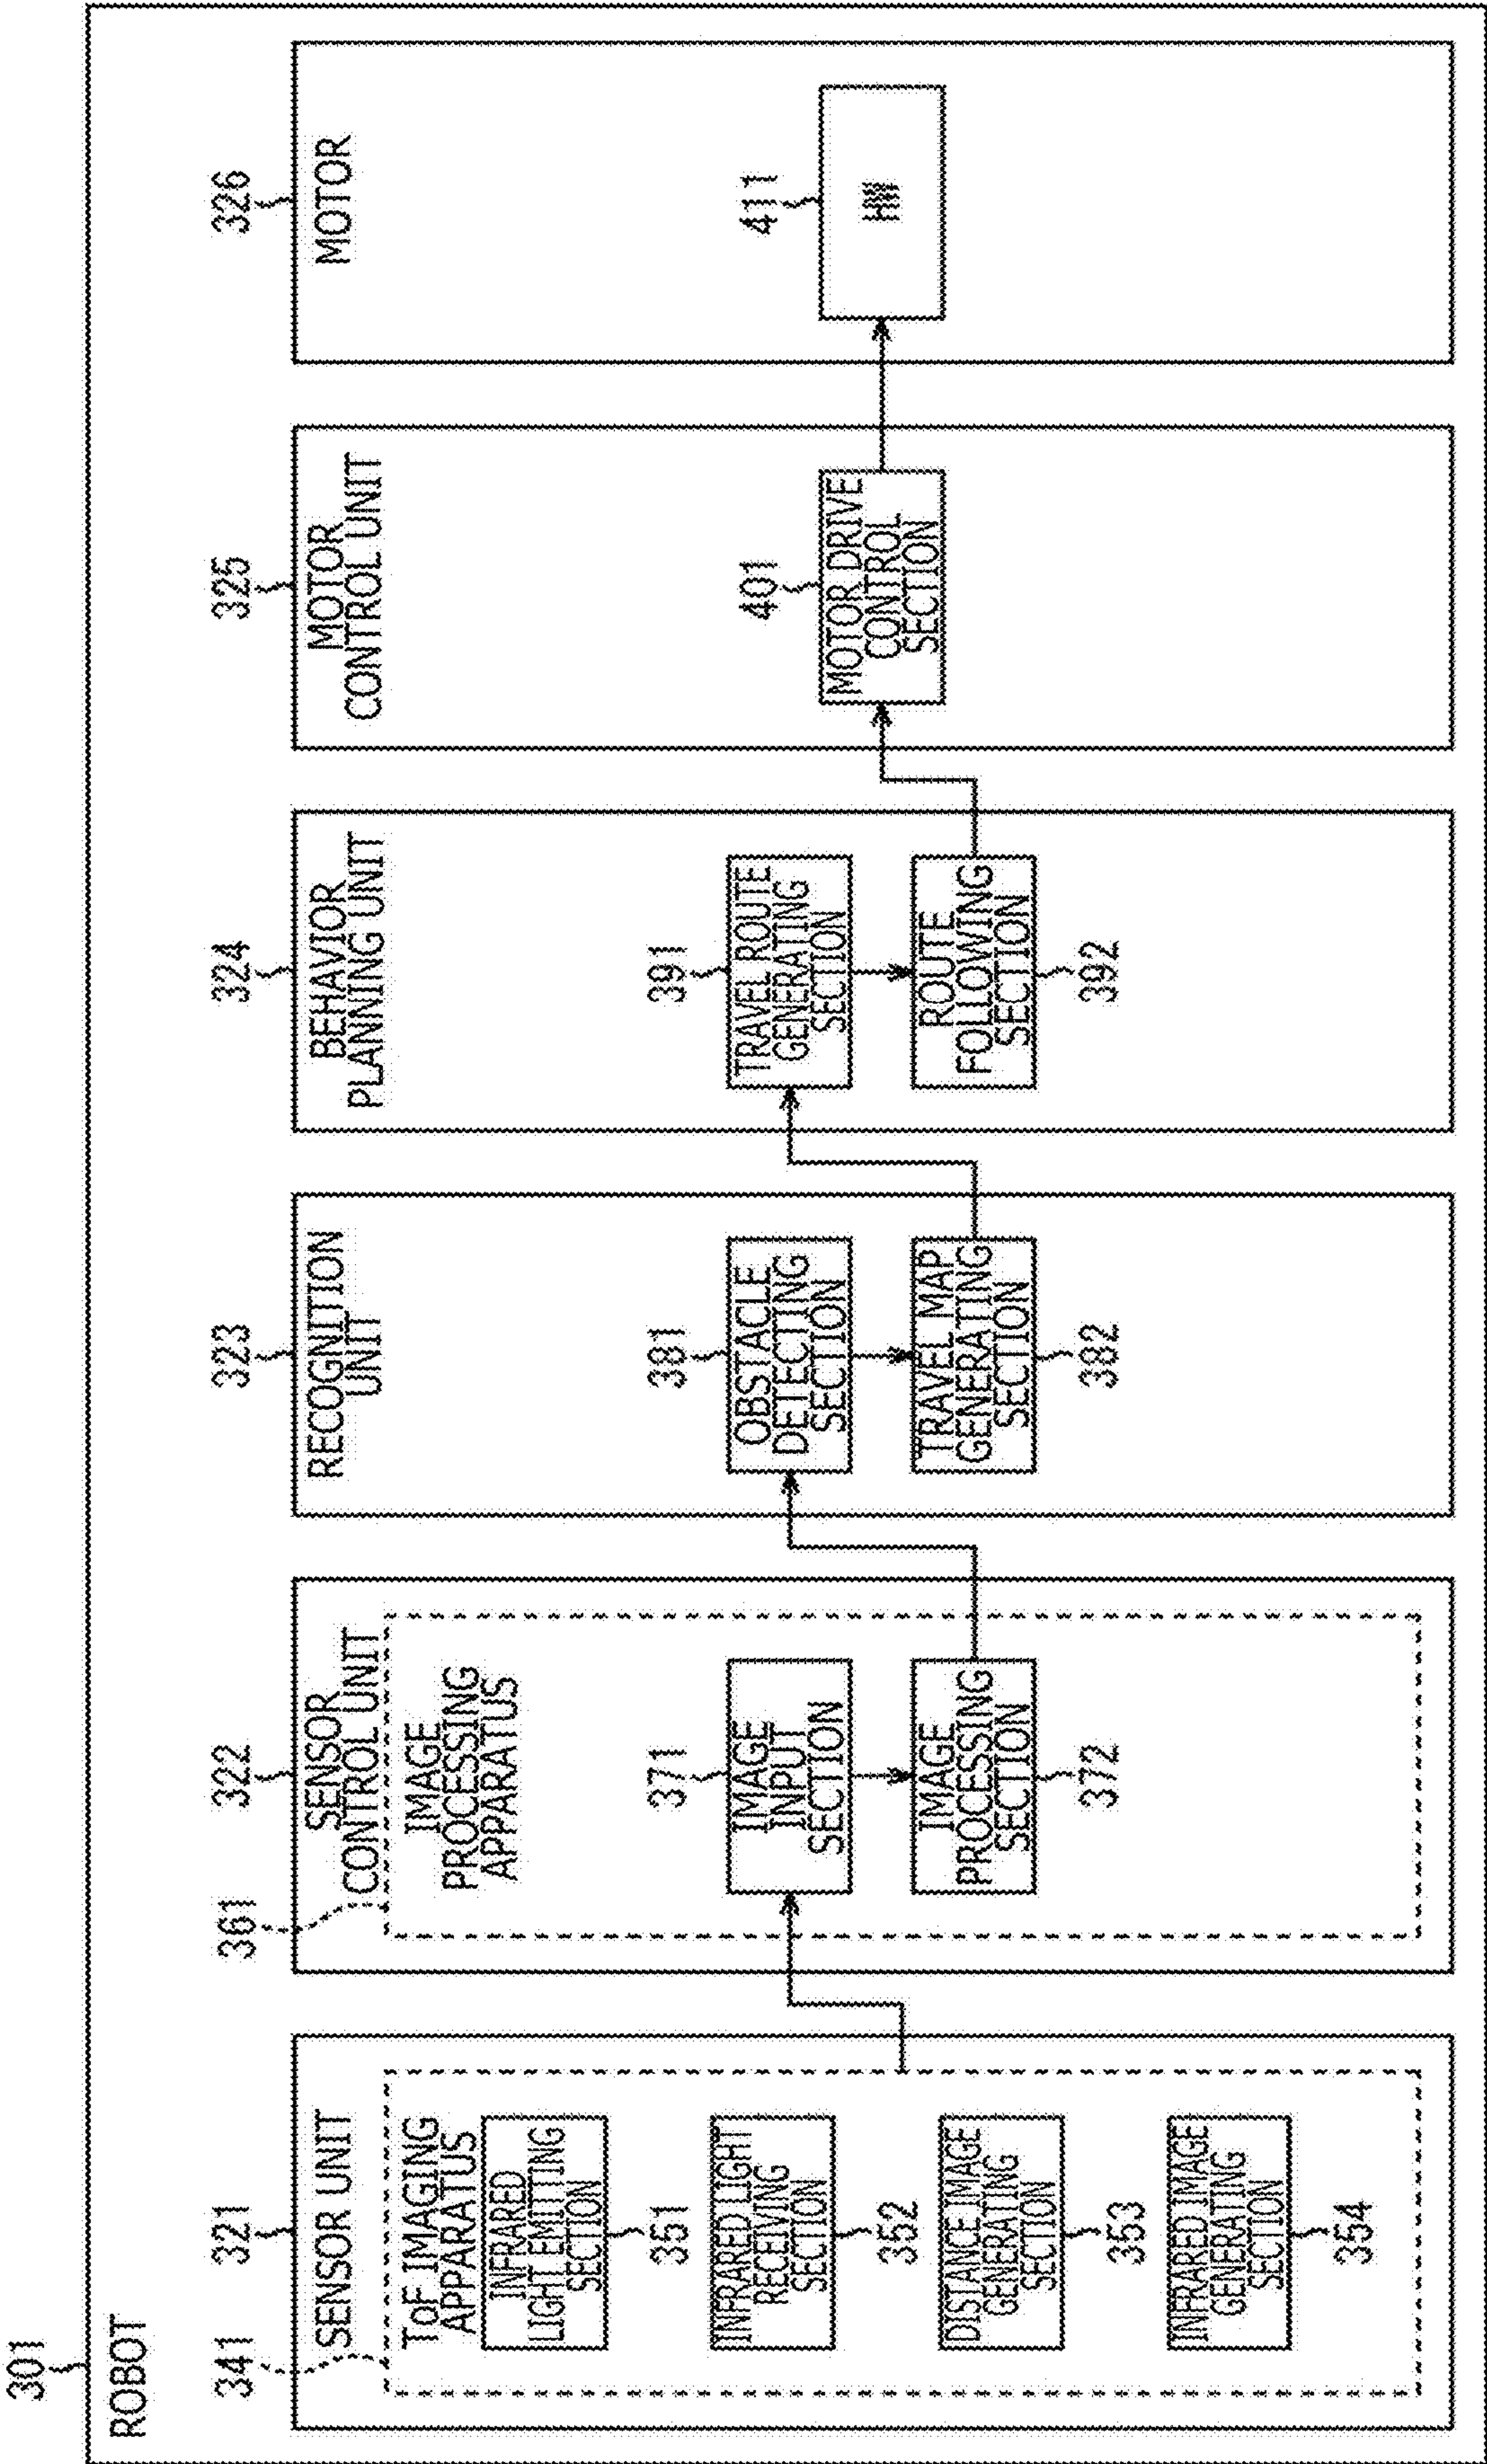 301
ROBOT
321
341
SENSOR UNIT
ToF IMAGING
APPARATUS
INFRARED
LIGHT EMITTING
SECTION
351
INFRARED LIGHT
RECEIVING
SECTION
352
DISTANCE IMAGE
GENERATING
SECTION
353
INFRARED IMAGE
GENERATING
SECTION
354
322
361
SENSOR
CONTROL UNIT
IMAGE
PROCESSING
APPARATUS
371
IMAGE
INPUT
SECTION
IMAGE
PROCESSING
SECTION
372
323
RECOGNITION
UNIT
381
OBSTACLE
DETECTING
SECTION
TRAVEL MAP
GENERATING
SECTION
382
324
BEHAVIOR
PLANNING UNIT
391
TRAVEL ROUTE
GENERATING
SECTION
ROUTE
FOLLOWING
SECTION
392
325
MOTOR
CONTROL UNIT
401
MOTOR DRIVE
CONTROL
SECTION
326
MOTOR
411
HW